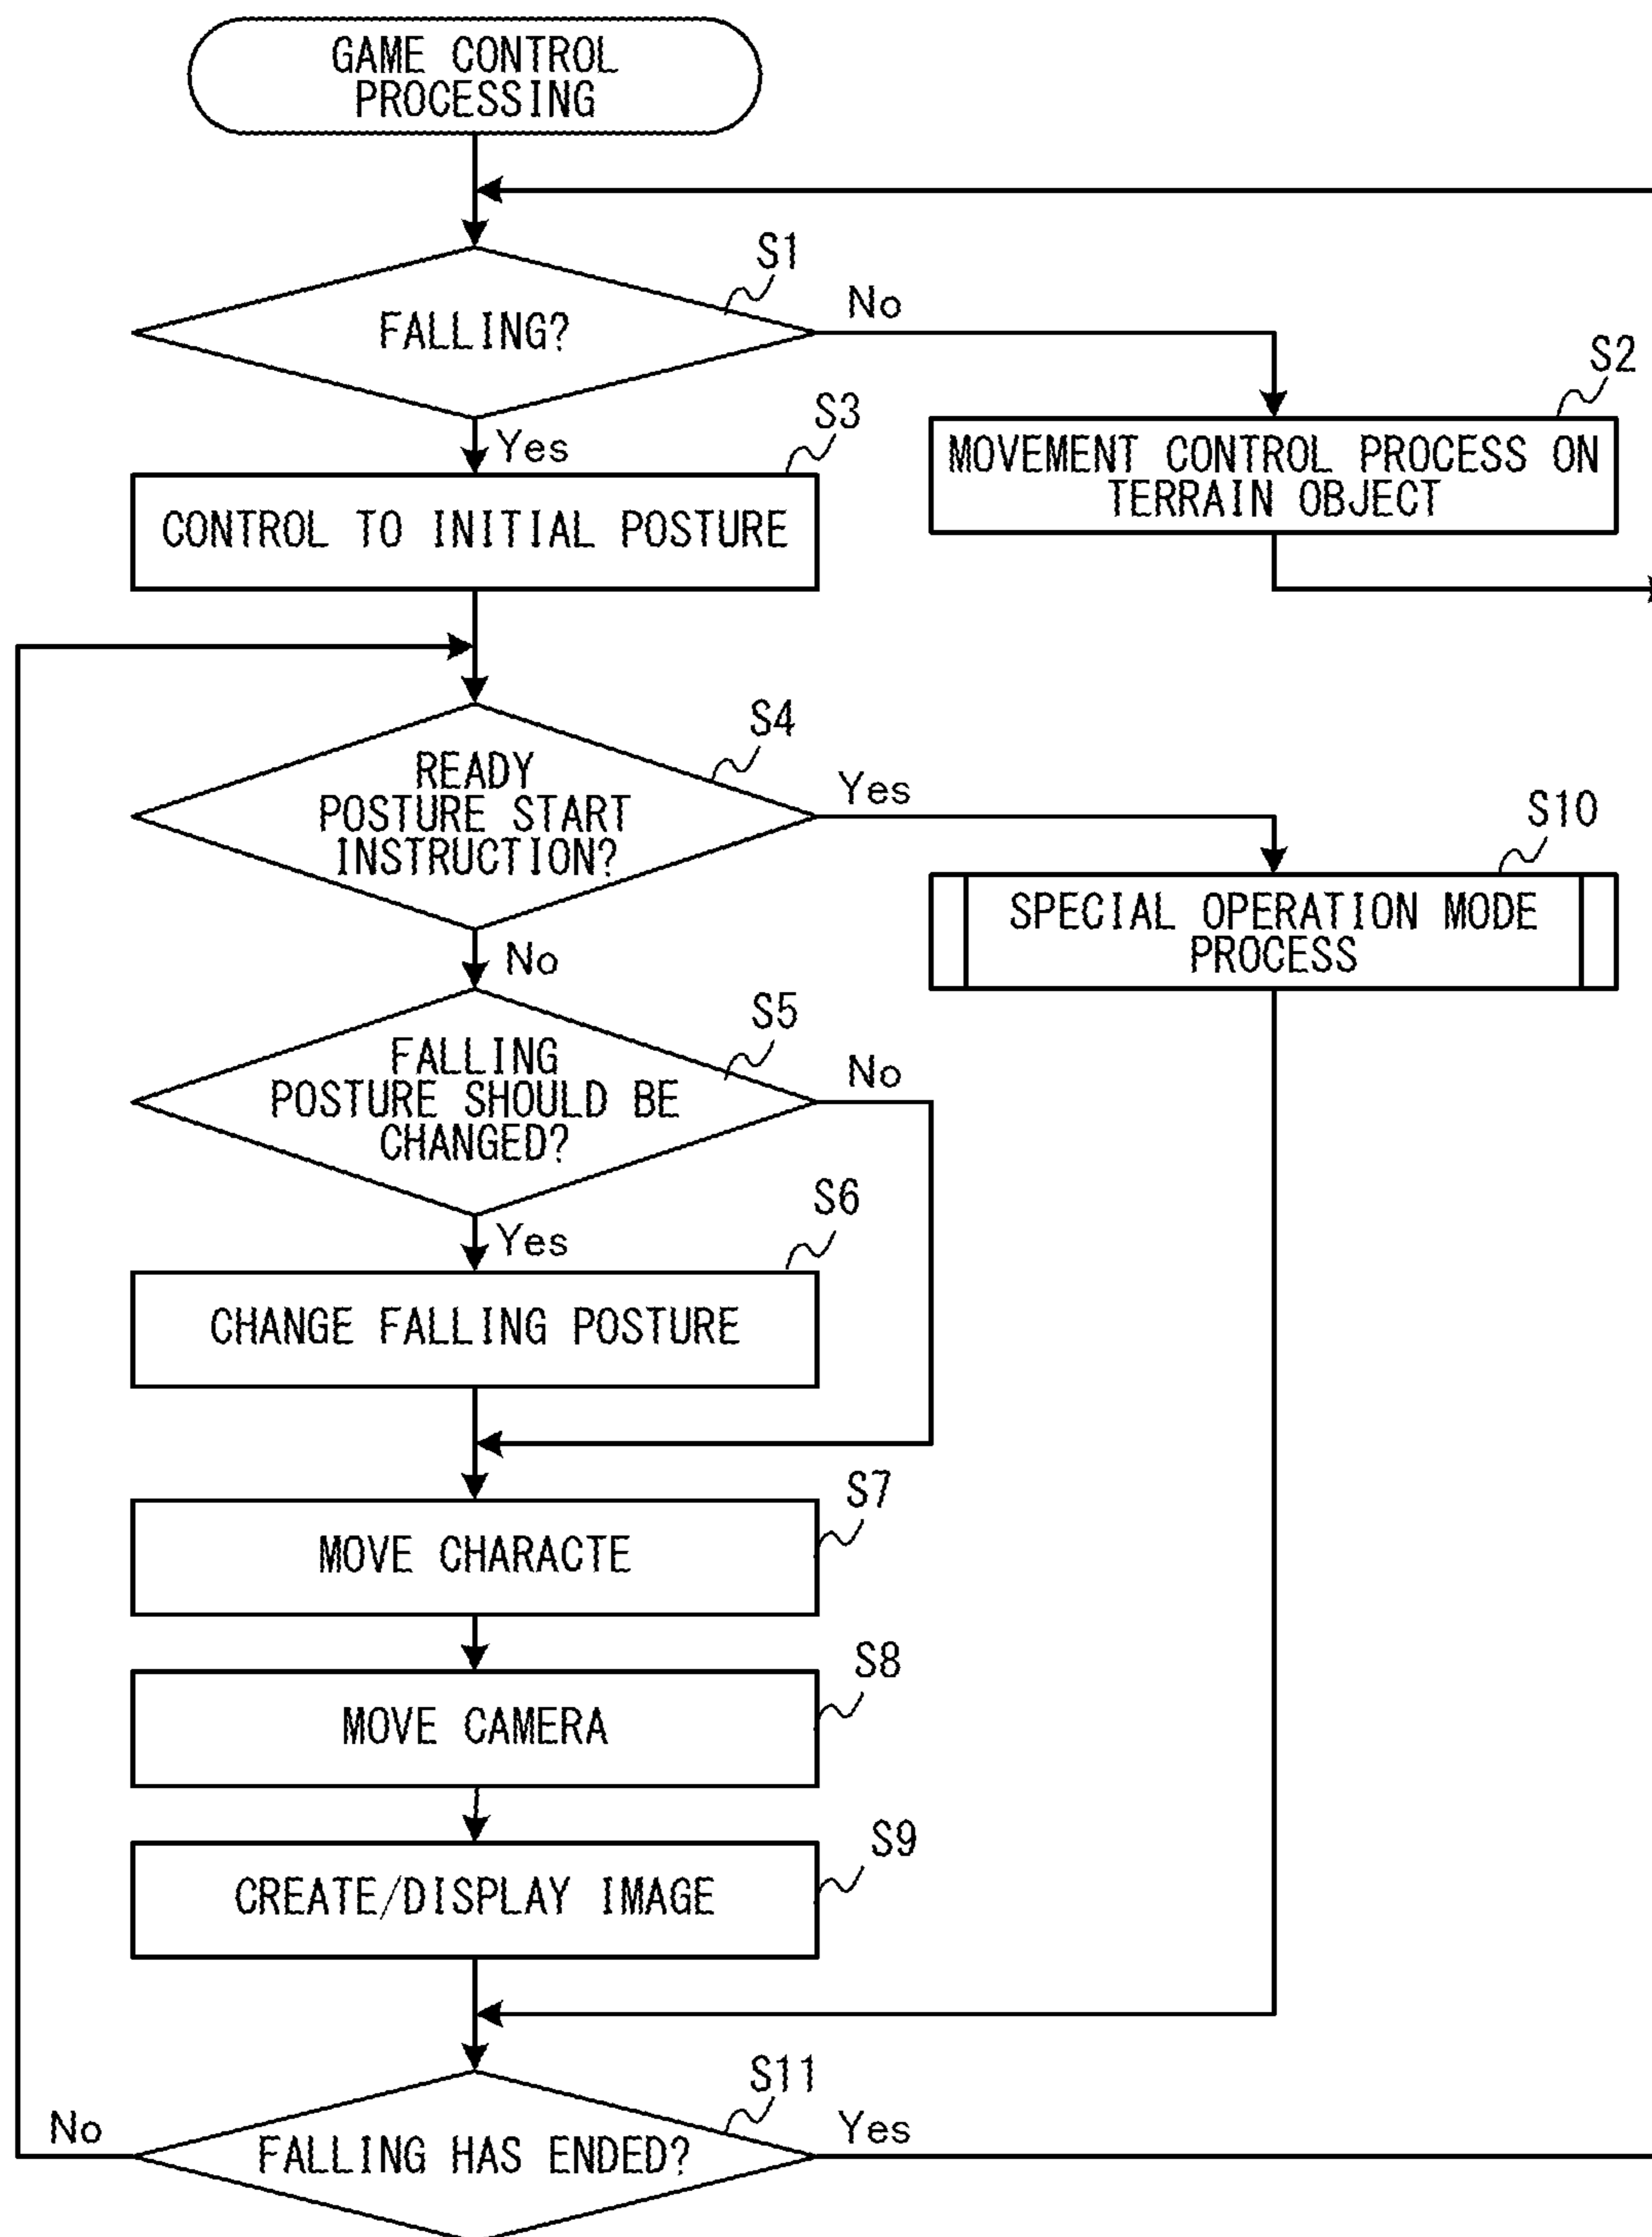 GAME CONTROL
PROCESSING
S1
FALLING?
No
S2
MOVEMENT CONTROL PROCESS ON
TERRAIN OBJECT
Yes
S3
CONTROL TO INITIAL POSTURE
S4
READY
POSTURE START
INSTRUCTION?
Yes
S10
SPECIAL OPERATION MODE
PROCESS
No
S5
FALLING
POSTURE SHOULD BE
CHANGED?
No
Yes
S6
CHANGE FALLING POSTURE
S7
MOVE CHARACTE
S8
MOVE CAMERA
S9
CREATE/DISPLAY IMAGE
S11
No
FALLING HAS ENDED?
Yes